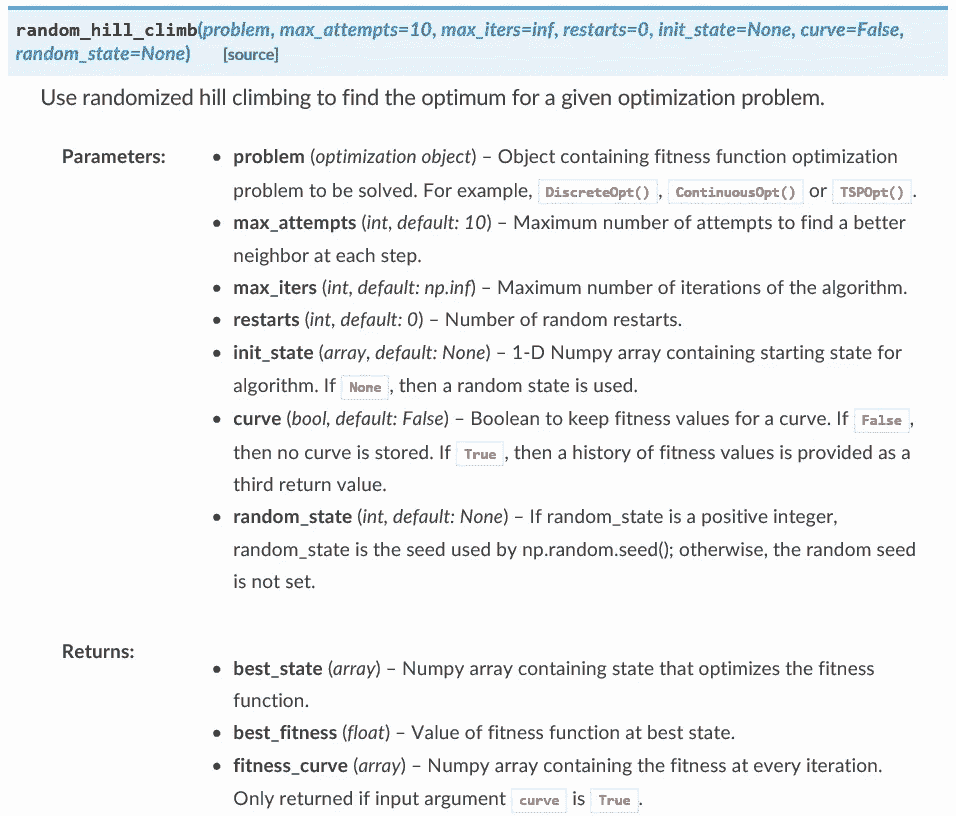 random_hill_climb(problem, max_attempts=10, max_iters=inf, restarts=0, init_state=None, curve=False,
random_state=None) [source]
Use randomized hill climbing to find the optimum for a given optimization problem.
Parameters:
• problem (optimization object) – Object containing fitness function optimization
problem to be solved. For example, DiscreteOpt() , ContinuousOpt() or TSPOpt() .
• max_attempts (int, default: 10) – Maximum number of attempts to find a better
neighbor at each step.
• max_iters (int, default: np.inf) – Maximum number of iterations of the algorithm.
• restarts (int, default: 0) – Number of random restarts.
• init_state (array, default: None) – 1-D Numpy array containing starting state for
algorithm. If None , then a random state is used.
• curve (bool, default: False) – Boolean to keep fitness values for a curve. If False ,
then no curve is stored. If True , then a history of fitness values is provided as a
third return value.
• random_state (int, default: None) – If random_state is a positive integer,
random_state is the seed used by np.random.seed(); otherwise, the random seed
is not set.
Returns:
• best_state (array) – Numpy array containing state that optimizes the fitness
function.
• best_fitness (float) – Value of fitness function at best state.
• fitness_curve (array) – Numpy array containing the fitness at every iteration.
Only returned if input argument curve is True .